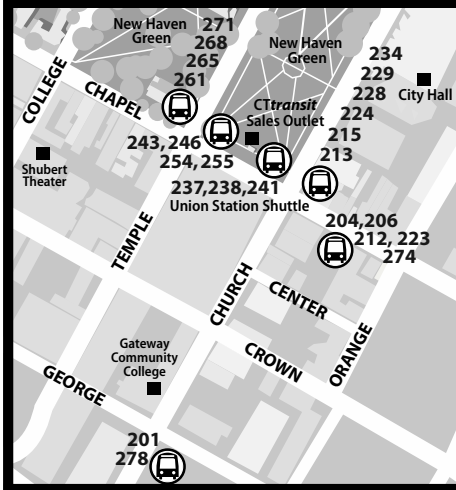 New Haven
Green
271
268
265
261
New Haven
Green
234
229
228
224
215
213
City Hall
COLLEGE
CHAPEL
CTtransit
Sales Outlet
243, 246
254, 255
Shubert
Theater
237,238,241
Union Station Shuttle
204,206
212, 223
274
TEMPLE
CHURCH
CENTER
ORANGE
CROWN
Gateway
Community
College
GEORGE
201
278